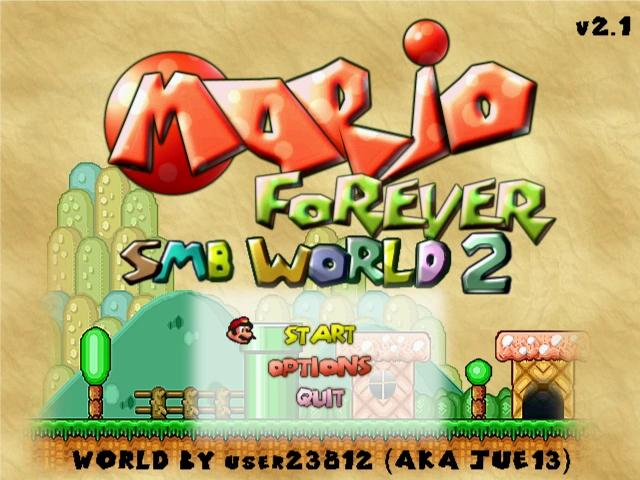 v2.1
MARIO
FOREVER
SMB WORLD 2
START
OPTIONS
QUIT
WORLD BY USER23812 (AKA JUE13)